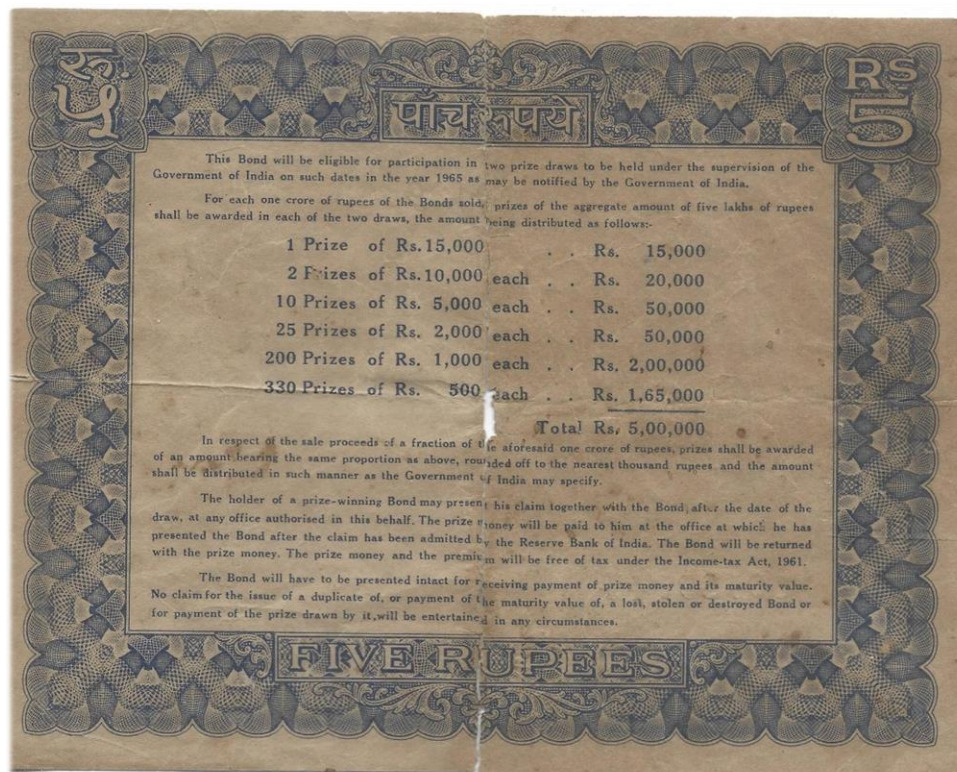 रु. ५
पाँच रुपये
RS 5
This Bond will be eligible for participation in two prize draws to be held under the supervision of the
Government of India on such dates in the year 1965 as may be notified by the Government of India.
For each one crore of rupees of the Bonds sold, prizes of the aggregate amount of five lakhs of rupees
shall be awarded in each of the two draws, the amount being distributed as follows:-
1 Prize of Rs. 15,000 . . Rs. 15,000
2 Prizes of Rs. 10,000 each . . Rs. 20,000
10 Prizes of Rs. 5,000 each . . Rs. 50,000
25 Prizes of Rs. 2,000 each . . Rs. 50,000
200 Prizes of Rs. 1,000 each . . Rs. 2,00,000
330 Prizes of Rs. 500 each . . Rs. 1,65,000
Total Rs. 5,00,000
In respect of the sale proceeds of a fraction of the aforesaid one crore of rupees, prizes shall be awarded
of an amount bearing the same proportion as above, rounded off to the nearest thousand rupees and the amount
shall be distributed in such manner as the Government of India may specify.
The holder of a prize-winning Bond may present his claim together with the Bond, after the date of the
draw, at any office authorised in this behalf. The prize money will be paid to him at the office at which he has
presented the Bond after the claim has been admitted by the Reserve Bank of India. The Bond will be returned
with the prize money. The prize money and the premium will be free of tax under the Income-tax Act, 1961.
The Bond will have to be presented intact for receiving payment of prize money and its maturity value.
No claim for the issue of a duplicate of, or payment of the maturity value of, a lost, stolen or destroyed Bond or
for payment of the prize drawn by it, will be entertained in any circumstances.
FIVE RUPEES